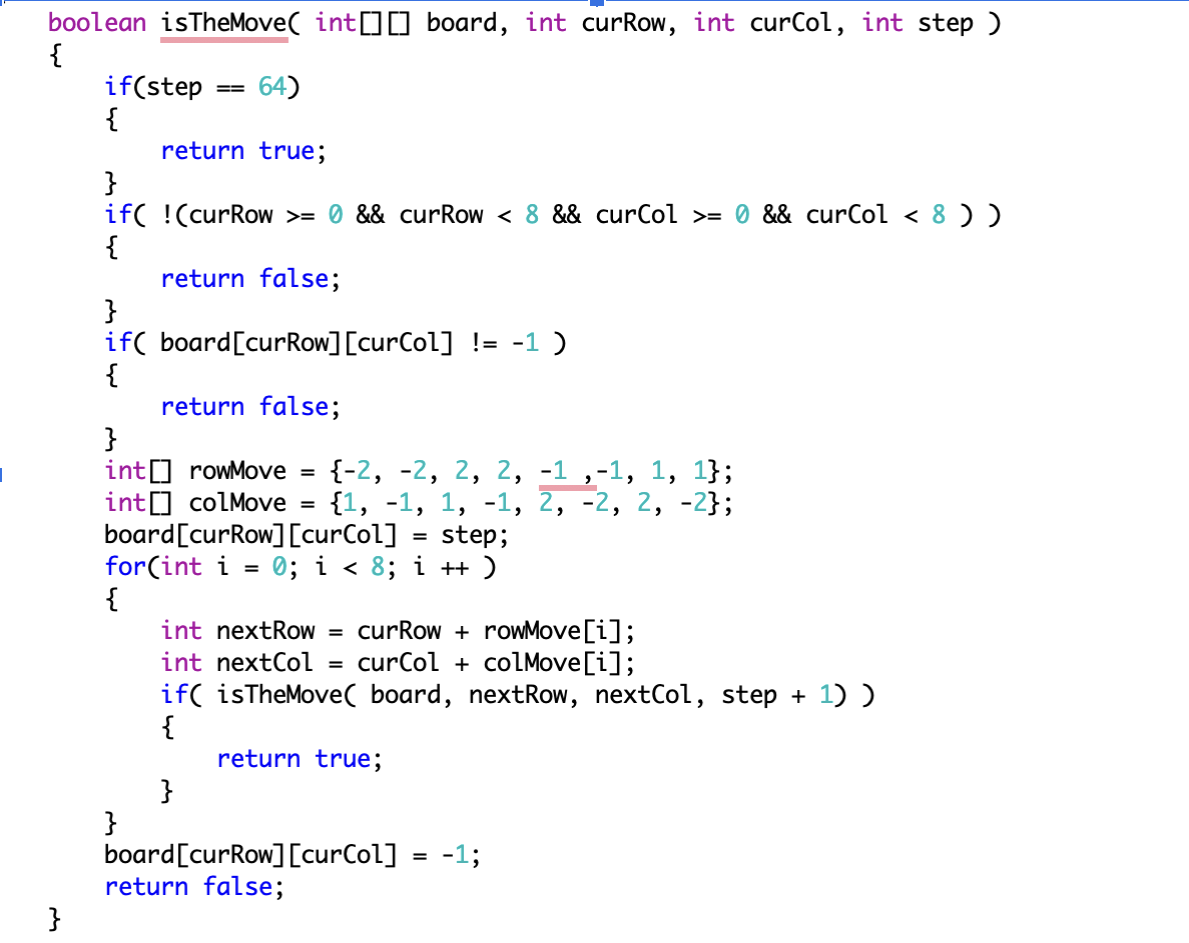 boolean isTheMove( int[][] board, int curRow, int curCol, int step )
{
    if(step == 64)
    {
        return true;
    }
    if( !(curRow >= 0 && curRow < 8 && curCol >= 0 && curCol < 8 ) )
    {
        return false;
    }
    if( board[curRow][curCol] != -1 )
    {
        return false;
    }
    int[] rowMove = {-2, -2, 2, 2, -1 ,-1, 1, 1};
    int[] colMove = {1, -1, 1, -1, 2, -2, 2, -2};
    board[curRow][curCol] = step;
    for(int i = 0; i < 8; i ++ )
    {
        int nextRow = curRow + rowMove[i];
        int nextCol = curCol + colMove[i];
        if( isTheMove( board, nextRow, nextCol, step + 1) )
        {
            return true;
        }
    }
    board[curRow][curCol] = -1;
    return false;
}